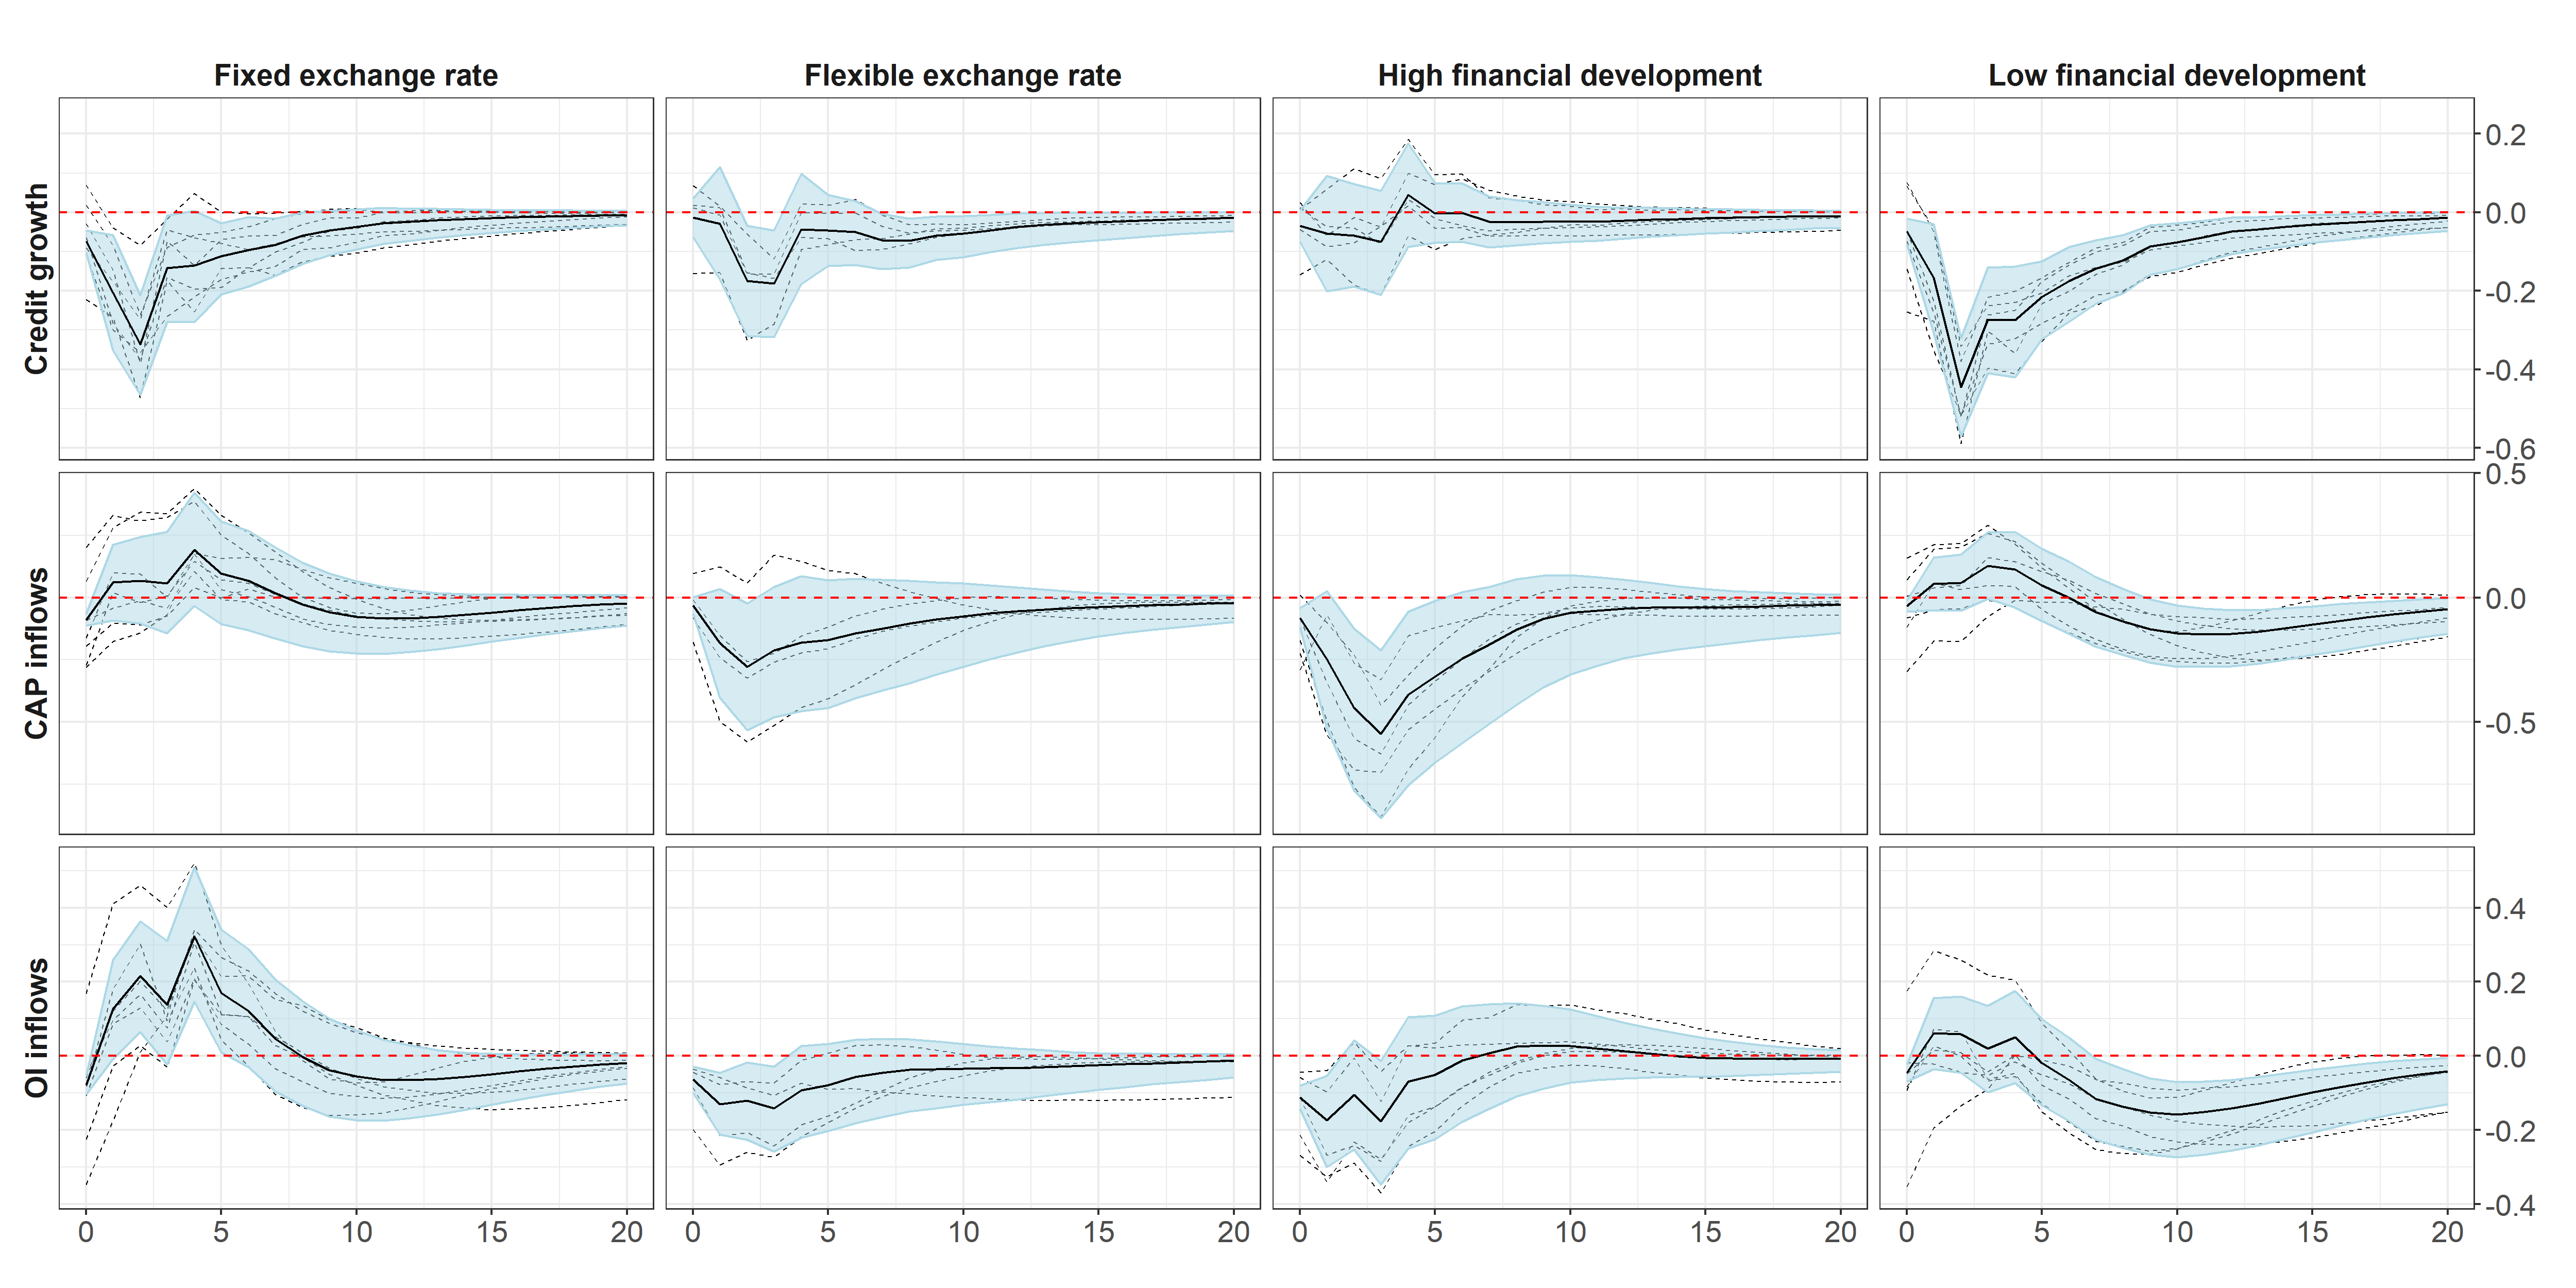 Fixed exchange rate
Flexible exchange rate
High financial development
Low financial development
Credit growth
0.2
0.0
-0.2
-0.4
-0.6
CAP inflows
0.5
0.0
-0.5
OI inflows
0.4
0.2
0.0
-0.2
-0.4
0 5 10 15 20
0 5 10 15 20
0 5 10 15 20
0 5 10 15 20